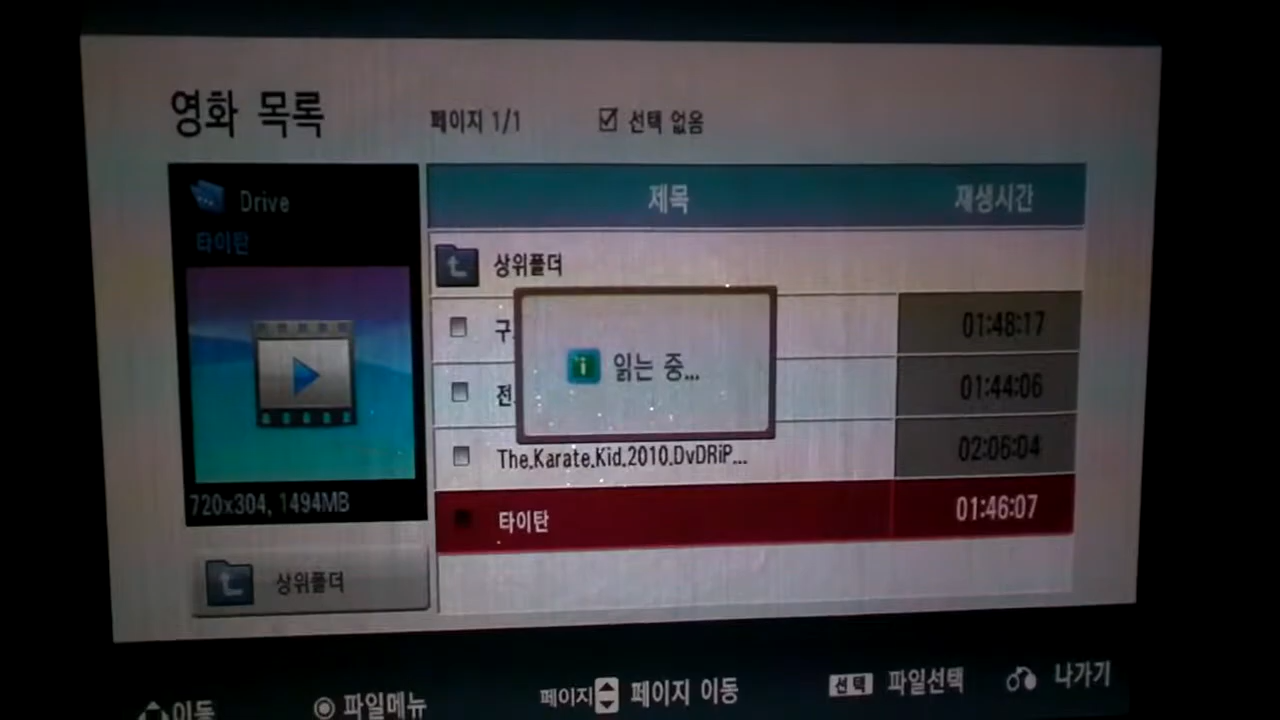 영화 목록
페이지 1/1
선택 없음
Drive
타이탄
720x304, 1494MB
상위폴더
제목
재생시간
상위폴더
구
01:48:17
전
01:44:06
The.Karate.Kid.2010.DvDRiP...
02:06:04
타이탄
01:46:07
읽는 중...
이동
파일메뉴
페이지 페이지 이동
선택 파일선택
나가기